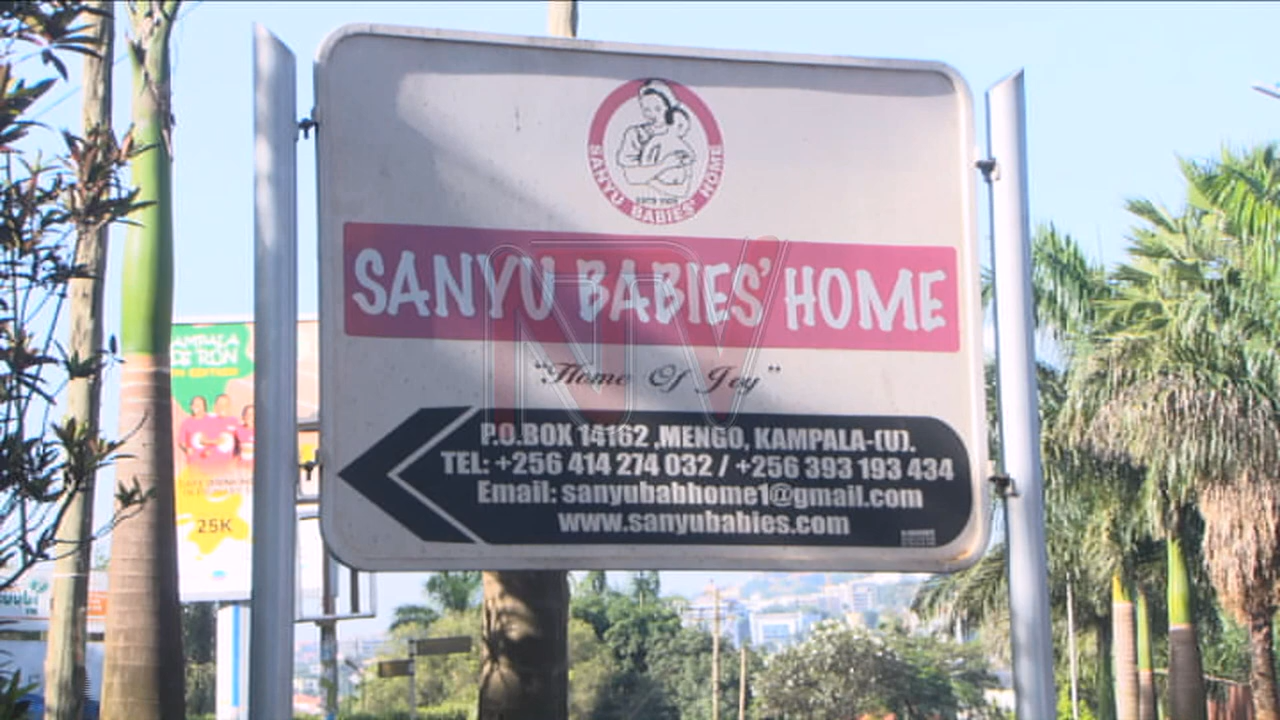 SANYU BABIES' HOME
SANYU BABIES' HOME
"Home Of Joy"
P.O.BOX 14162 ,MENGO, KAMPALA-(U).
TEL: +256 414 274 032 / +256 393 193 434
Email: sanyubabhome1@gmail.com
www.sanyubabies.com
NTV
25K